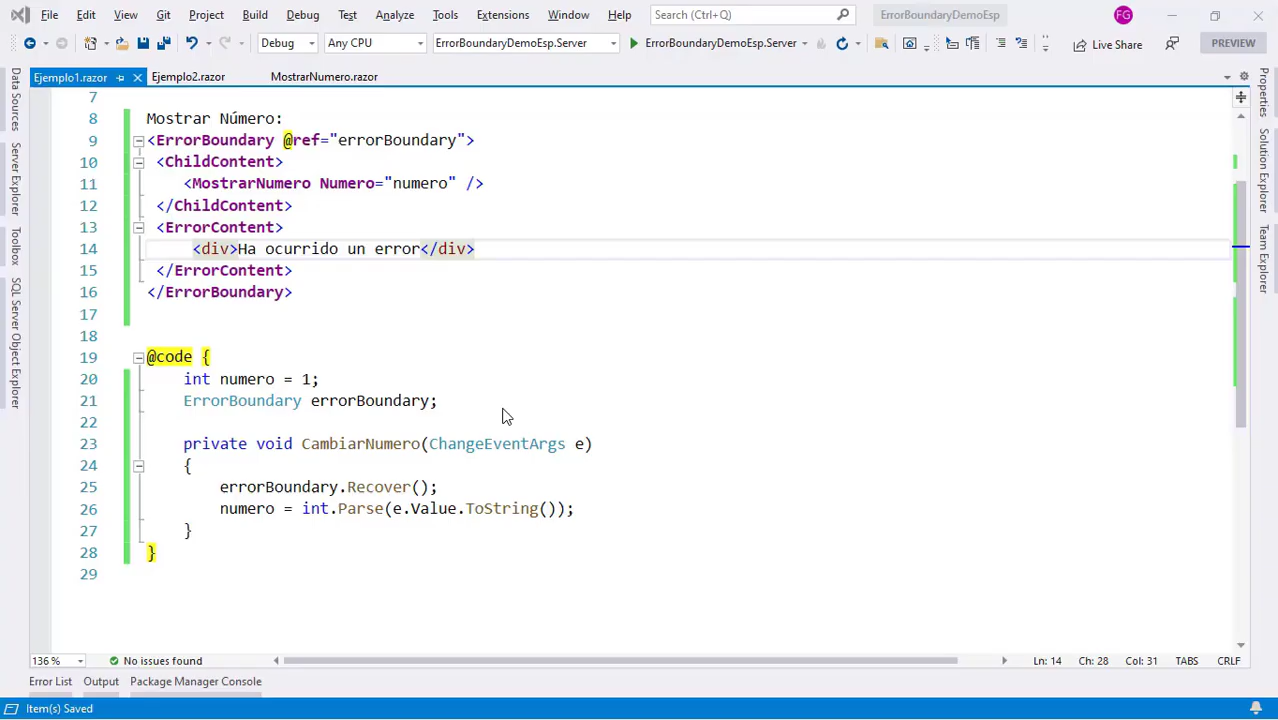 File Edit View Git Project Build Debug Test Analyze Tools Extensions Window Help Search (Ctrl+Q) ErrorBoundaryDemoEsp FG
Debug Any CPU ErrorBoundaryDemoEsp.Server ErrorBoundaryDemoEsp.Server Live Share PREVIEW
Ejemplo1.razor Ejemplo2.razor MostrarNumero.razor
Data Sources
Server Explorer
Toolbox
SQL Server Object Explorer
7
8 Mostrar Número:
9 <ErrorBoundary @ref="errorBoundary">
10 <ChildContent>
11 <MostrarNumero Numero="numero" />
12 </ChildContent>
13 <ErrorContent>
14 <div>Ha ocurrido un error</div>
15 </ErrorContent>
16 </ErrorBoundary>
17
18
19 @code {
20 int numero = 1;
21 ErrorBoundary errorBoundary;
22
23 private void CambiarNumero(ChangeEventArgs e)
24 {
25 errorBoundary.Recover();
26 numero = int.Parse(e.Value.ToString());
27 }
28 }
29
Properties
Solution Explorer
Team Explorer
136 % No issues found Ln: 14 Ch: 28 Col: 31 TABS CRLF
Error List Output Package Manager Console
Item(s) Saved